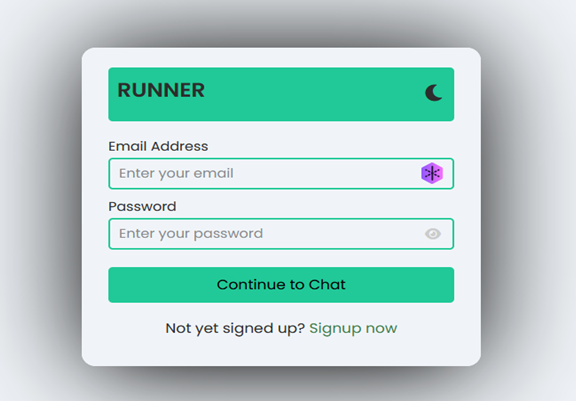 RUNNER
Email Address
Enter your email
Password
Enter your password
Continue to Chat
Not yet signed up? Signup now